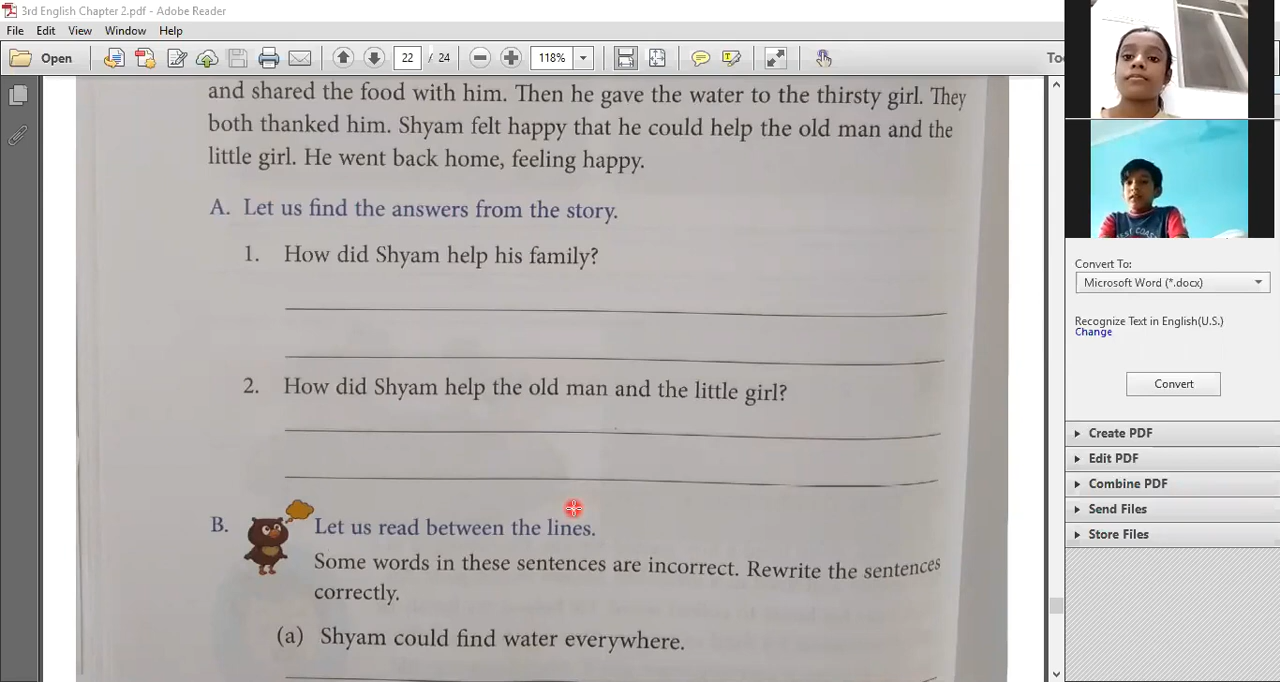 3rd English Chapter 2.pdf - Adobe Reader
File Edit View Window Help
Open 22 / 24 118%
and shared the food with him. Then he gave the water to the thirsty girl. They
both thanked him. Shyam felt happy that he could help the old man and the
little girl. He went back home, feeling happy.
A. Let us find the answers from the story.
1. How did Shyam help his family?
2. How did Shyam help the old man and the little girl?
B. Let us read between the lines.
Some words in these sentences are incorrect. Rewrite the sentences
correctly.
(a) Shyam could find water everywhere.
Convert To:
Microsoft Word (*.docx)
Recognize Text in English(U.S.)
Change
Convert
Create PDF
Edit PDF
Combine PDF
Send Files
Store Files